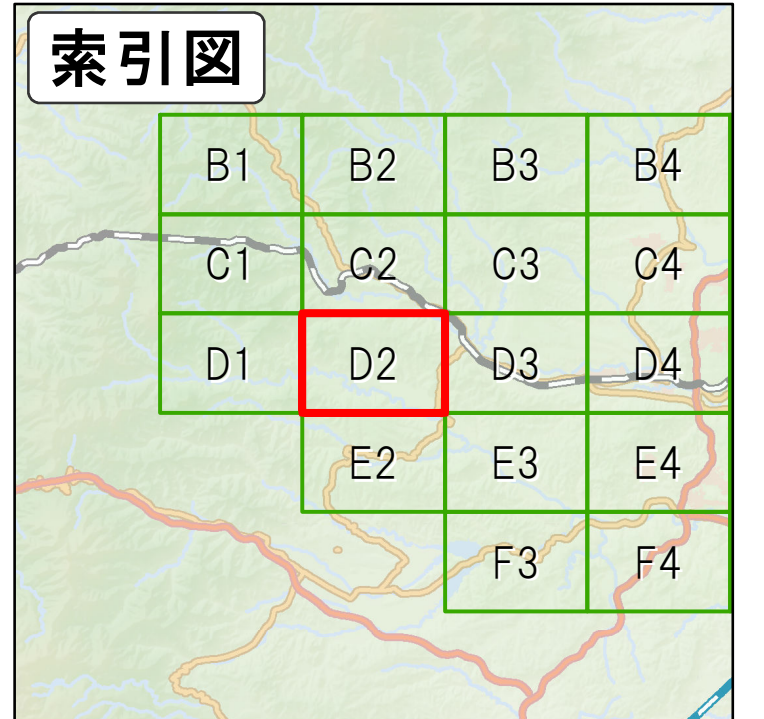 索引図
B1 B2 B3 B4
C1 C2 C3 C4
D1 D2 D3 D4
E2 E3 E4
F3 F4